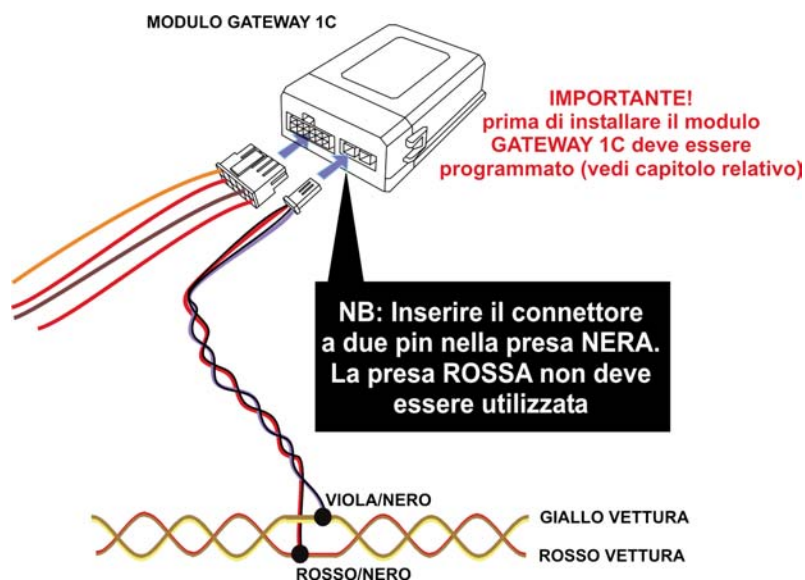 MODULO GATEWAY 1C
IMPORTANTE!
prima di installare il modulo
GATEWAY 1C deve essere
programmato (vedi capitolo relativo)
NB: Inserire il connettore
a due pin nella presa NERA.
La presa ROSSA non deve
essere utilizzata
VIOLA/NERO
GIALLO VETTURA
ROSSO VETTURA
ROSSO/NERO